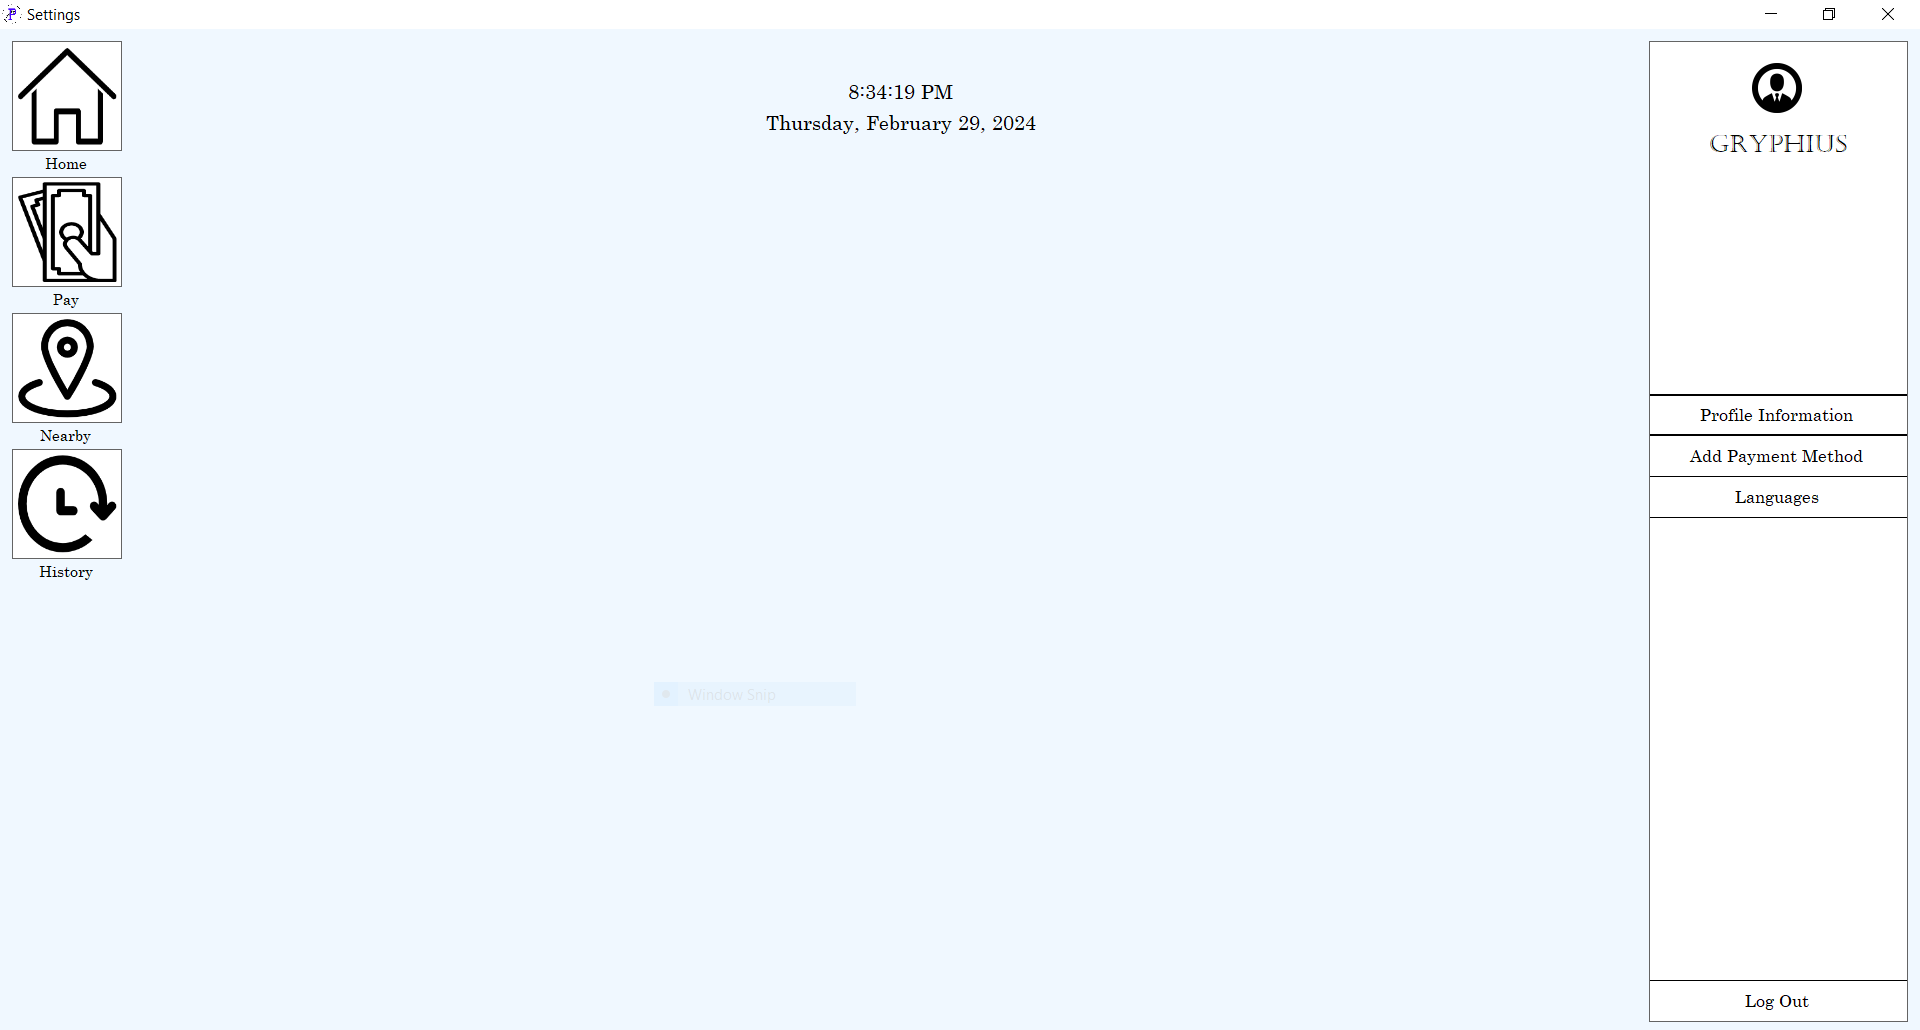 Settings
8:34:19 PM
Thursday, February 29, 2024
Home
Pay
Nearby
History
Window Snip
GRYPHIUS
Profile Information
Add Payment Method
Languages
Log Out